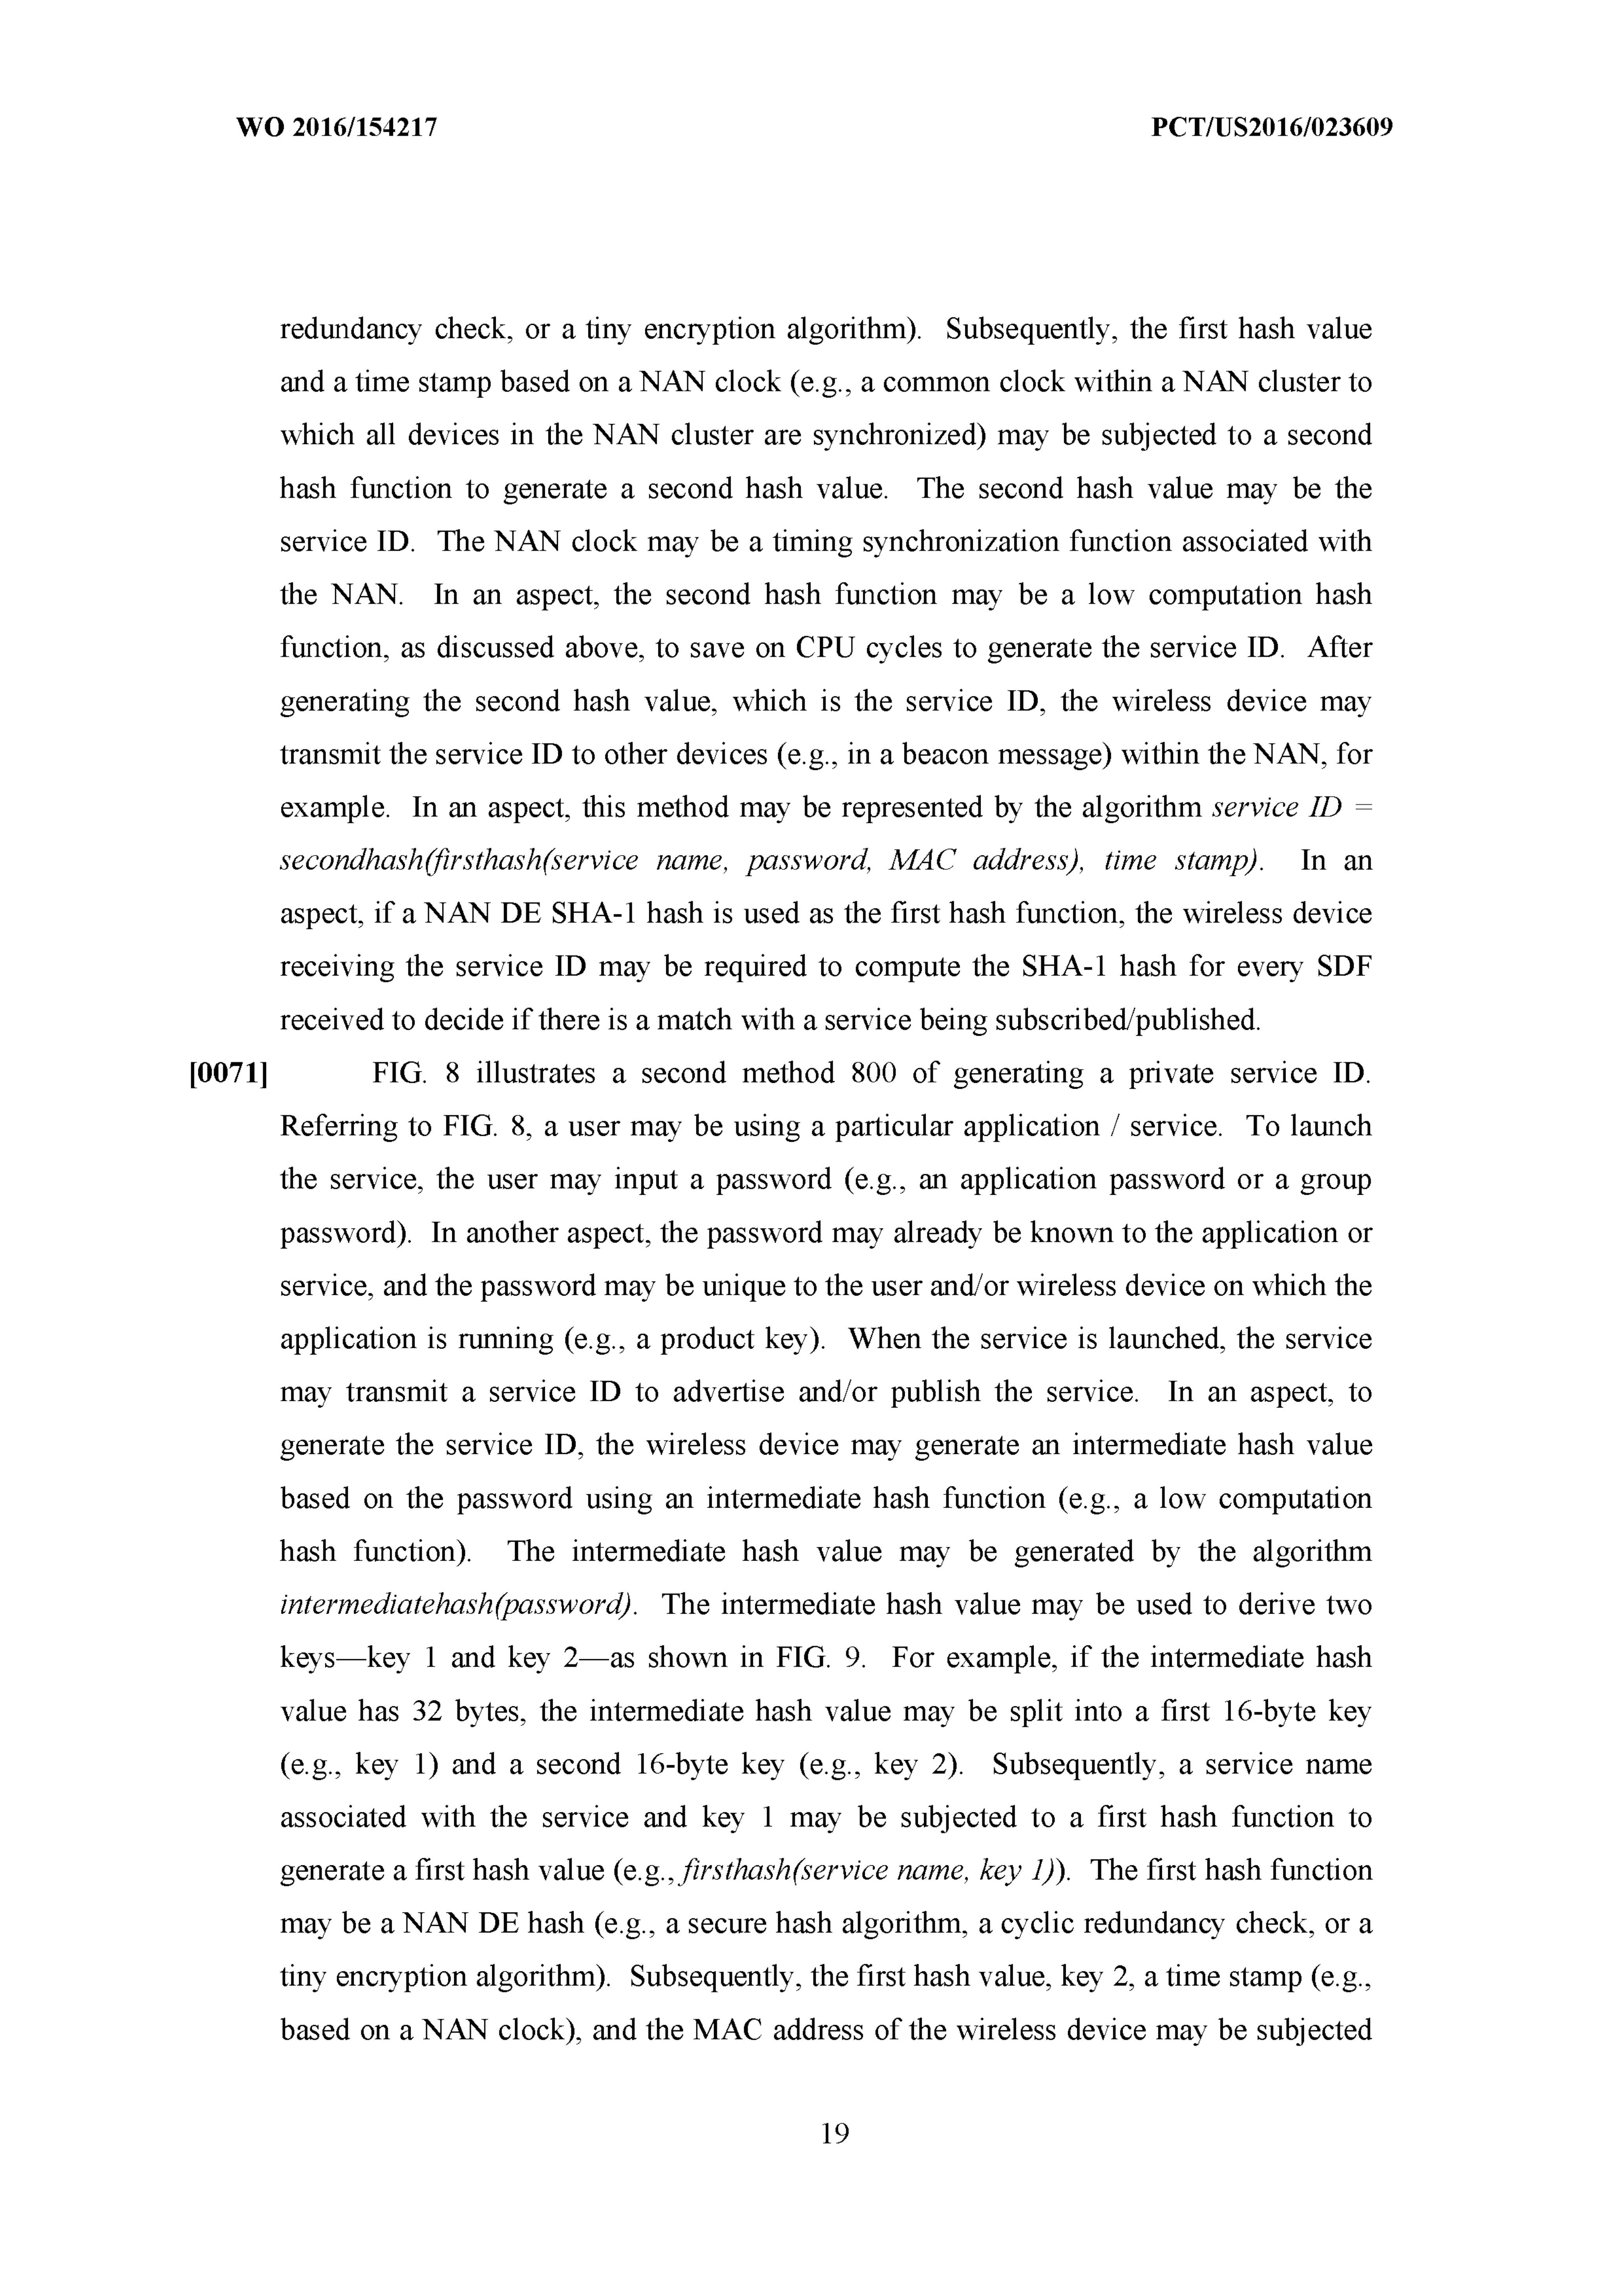 WO 2016/154217 PCT/US2016/023609
redundancy check, or a tiny encryption algorithm). Subsequently, the first hash value
and a time stamp based on a NAN clock (e.g., a common clock within a NAN cluster to
which all devices in the NAN cluster are synchronized) may be subjected to a second
hash function to generate a second hash value. The second hash value may be the
service ID. The NAN clock may be a timing synchronization function associated with
the NAN. In an aspect, the second hash function may be a low computation hash
function, as discussed above, to save on CPU cycles to generate the service ID. After
generating the second hash value, which is the service ID, the wireless device may
transmit the service ID to other devices (e.g., in a beacon message) within the NAN, for
example. In an aspect, this method may be represented by the algorithm service ID =
secondhash(firsthash(service name, password, MAC address), time stamp). In an
aspect, if a NAN DE SHA-1 hash is used as the first hash function, the wireless device
receiving the service ID may be required to compute the SHA-1 hash for every SDF
received to decide if there is a match with a service being subscribed/published.
[0071] FIG. 8 illustrates a second method 800 of generating a private service ID.
Referring to FIG. 8, a user may be using a particular application / service. To launch
the service, the user may input a password (e.g., an application password or a group
password). In another aspect, the password may already be known to the application or
service, and the password may be unique to the user and/or wireless device on which the
application is running (e.g., a product key). When the service is launched, the service
may transmit a service ID to advertise and/or publish the service. In an aspect, to
generate the service ID, the wireless device may generate an intermediate hash value
based on the password using an intermediate hash function (e.g., a low computation
hash function). The intermediate hash value may be generated by the algorithm
intermediatehash(password). The intermediate hash value may be used to derive two
keys—key 1 and key 2—as shown in FIG. 9. For example, if the intermediate hash
value has 32 bytes, the intermediate hash value may be split into a first 16-byte key
(e.g., key 1) and a second 16-byte key (e.g., key 2). Subsequently, a service name
associated with the service and key 1 may be subjected to a first hash function to
generate a first hash value (e.g., firsthash(service name, key 1)). The first hash function
may be a NAN DE hash (e.g., a secure hash algorithm, a cyclic redundancy check, or a
tiny encryption algorithm). Subsequently, the first hash value, key 2, a time stamp (e.g.,
based on a NAN clock), and the MAC address of the wireless device may be subjected
19